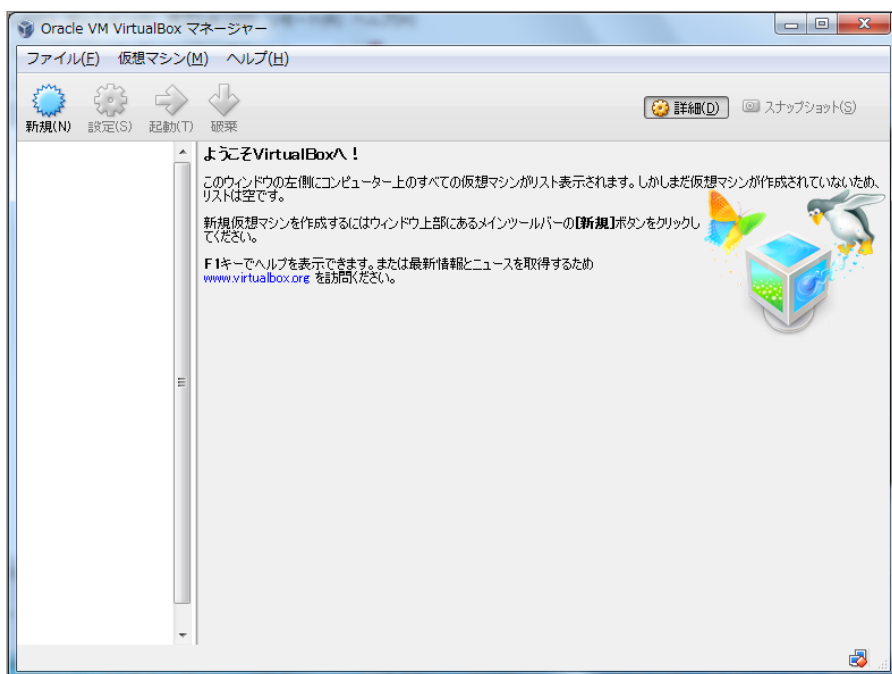 Oracle VM VirtualBox マネージャー
ファイル(F) 仮想マシン(M) ヘルプ(H)
新規(N) 設定(S) 起動(T) 破棄
詳細(D) スナップショット(S)
ようこそVirtualBoxへ！
このウィンドウの左側にコンピューター上のすべての仮想マシンがリスト表示されます。しかしまだ仮想マシンが作成されていないため、
リストは空です。
新規仮想マシンを作成するにはウィンドウ上部にあるメインツールバーの[新規]ボタンをクリックし
てください。
F1キーでヘルプを表示できます。または最新情報とニュースを取得するため
www.virtualbox.org を訪問ください。